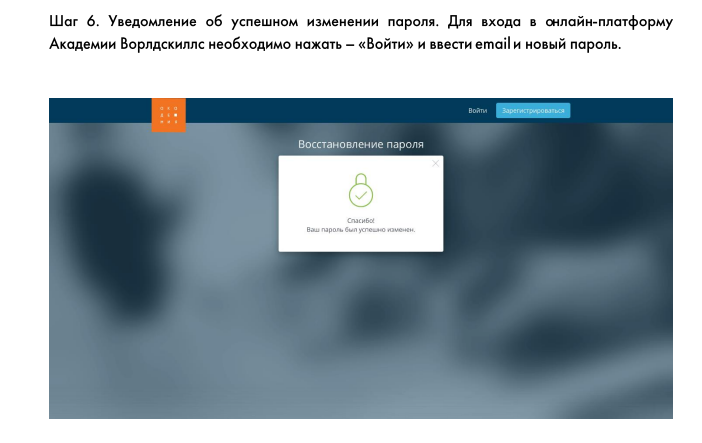 Шаг 6. Уведомление об успешном изменении пароля. Для входа в онлайн-платформу
Академии Ворлдскиллс необходимо нажать – «Войти» и ввести email и новый пароль.
Войти Зарегистрироваться
Восстановление пароля
Спасибо!
Ваш пароль был успешно изменен.